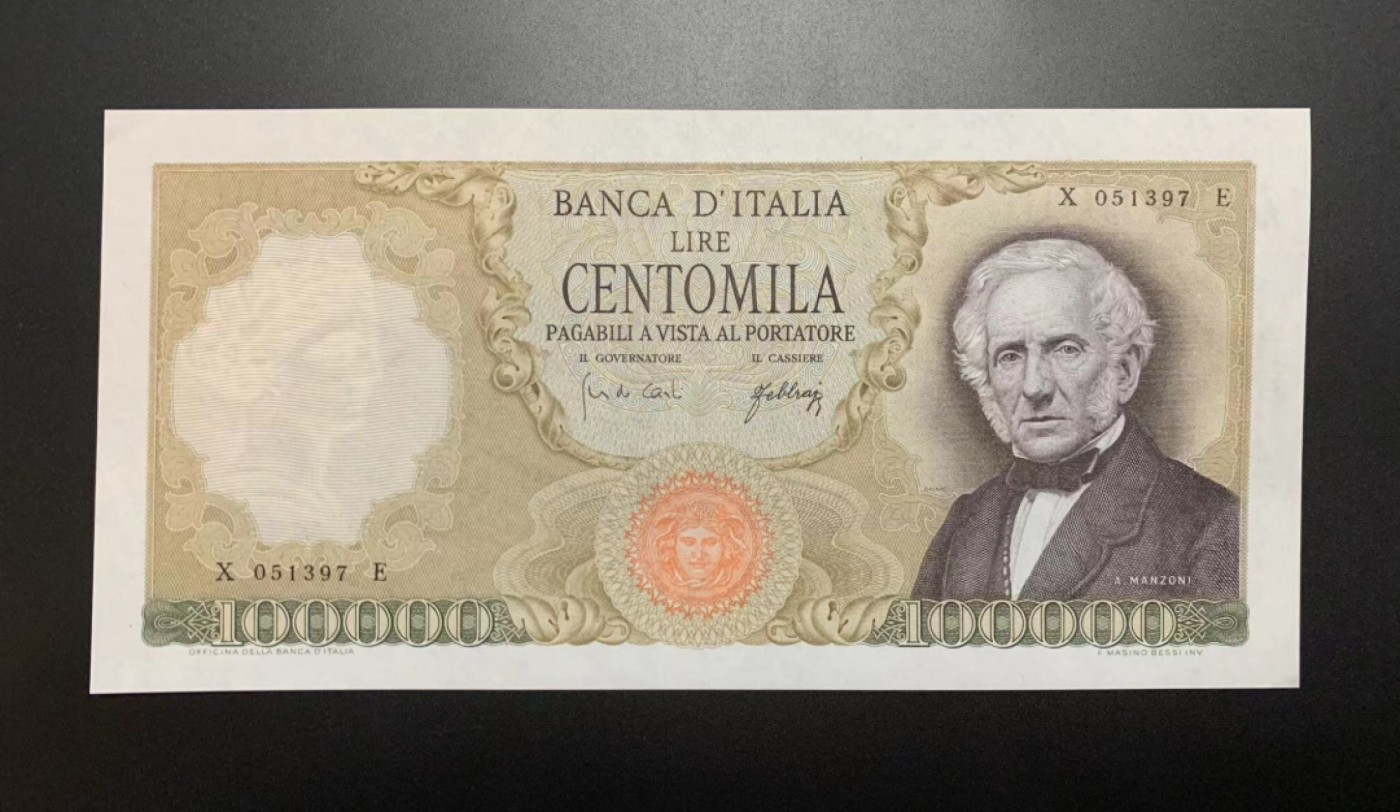 BANCA D'ITALIA
LIRE
CENTOMILA
PAGABILI A VISTA AL PORTATORE
IL GOVERNATORE IL CASSIERE
X 051397 E
A. MANZONI
X 051397 E
100000 100000
OFFICINA DELLA BANCA D'ITALIA F. MASINO BESSI INV.